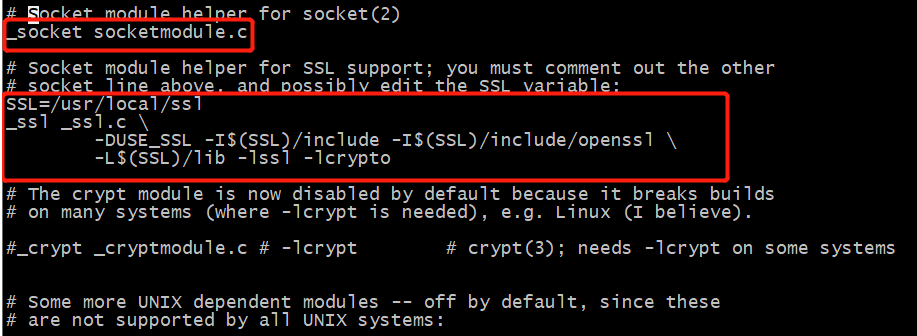 # Socket module helper for socket(2)
_socket socketmodule.c
# Socket module helper for SSL support; you must comment out the other
# socket line above, and possibly edit the SSL variable:
SSL=/usr/local/ssl
_ssl _ssl.c \
        -DUSE_SSL -I$(SSL)/include -I$(SSL)/include/openssl \
        -L$(SSL)/lib -lssl -lcrypto
# The crypt module is now disabled by default because it breaks builds
# on many systems (where -lcrypt is needed), e.g. Linux (I believe).
#_crypt _cryptmodule.c # -lcrypt        # crypt(3); needs -lcrypt on some systems
# Some more UNIX dependent modules -- off by default, since these
# are not supported by all UNIX systems: